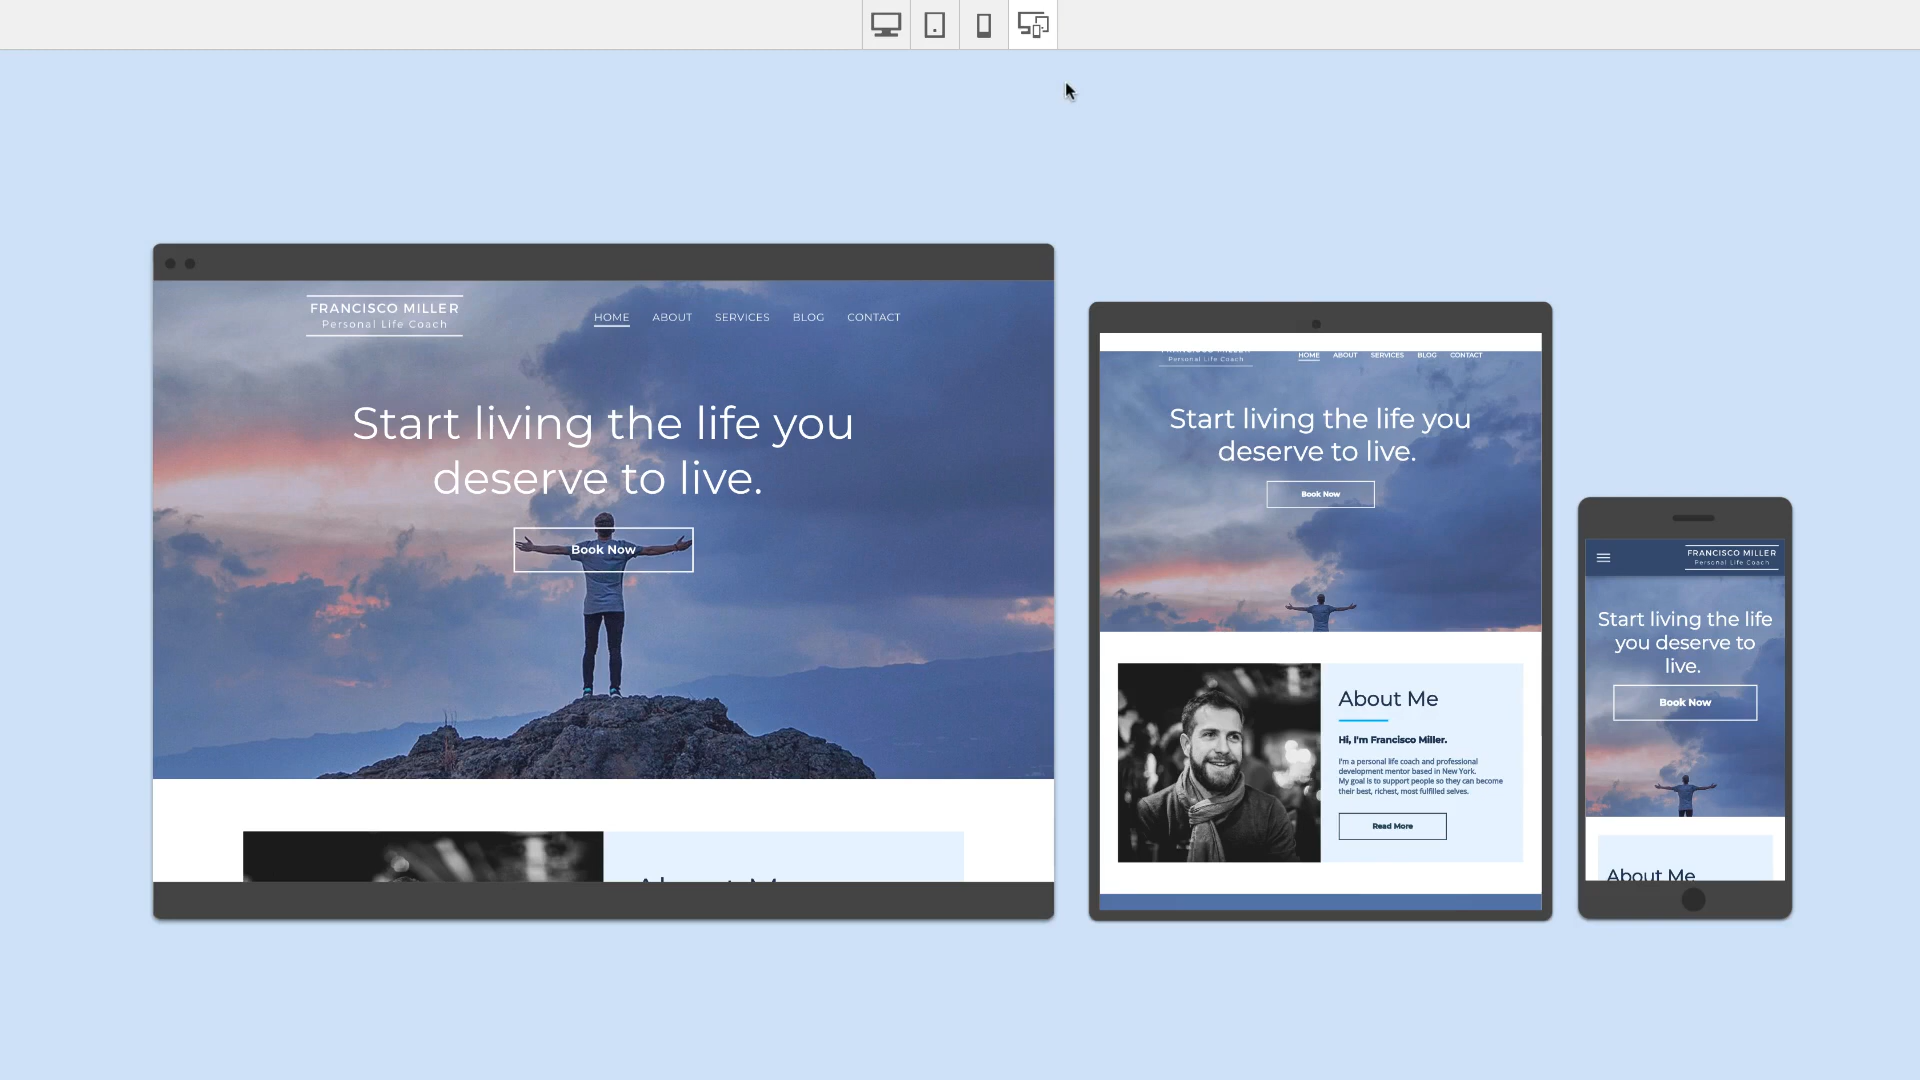 FRANCISCO MILLER
Personal Life Coach
HOME ABOUT SERVICES BLOG CONTACT
Start living the life you
deserve to live.
Book Now
Personal Life Coach
HOME ABOUT SERVICES BLOG CONTACT
Start living the life you
deserve to live.
Book Now
About Me
Hi, I'm Francisco Miller.
I'm a personal life coach and professional
development mentor based in New York.
My goal is to support people so they can become
their best, richest, most fulfilled selves.
Read More
FRANCISCO MILLER
Personal Life Coach
Start living the life
you deserve to
live.
Book Now
About Me